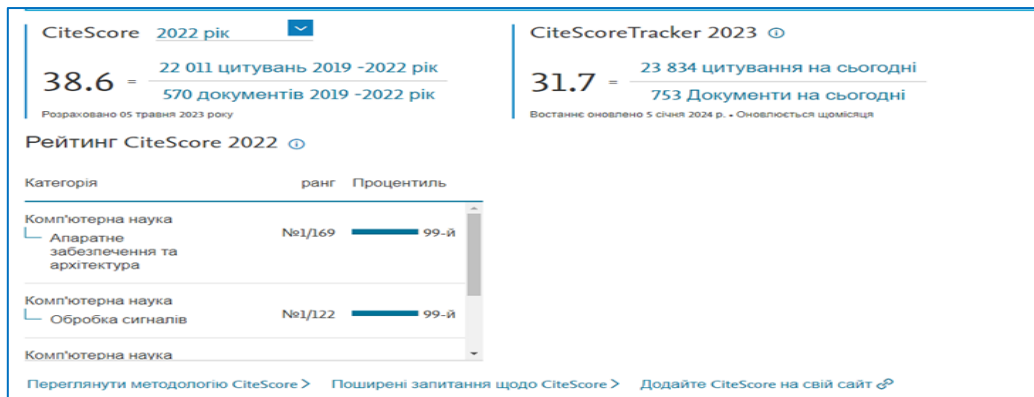 CiteScore 2022 рік
38.6 = 22 011 цитувань 2019 -2022 рік
570 документів 2019 -2022 рік
Розраховано 05 травня 2023 року
CiteScoreTracker 2023
31.7 = 23 834 цитування на сьогодні
753 Документи на сьогодні
Востаннє оновлено 5 січня 2024 р. • Оновлюється щомісяця
Рейтинг CiteScore 2022
Категорія ранг Процентиль
Комп'ютерна наука
Апаратне
забезпечення та
архітектура
№1/169 99-й
Комп'ютерна наука
Обробка сигналів
№1/122 99-й
Комп'ютерна наука
Переглянути методологію CiteScore > Поширені запитання щодо CiteScore > Додайте CiteScore на свій сайт